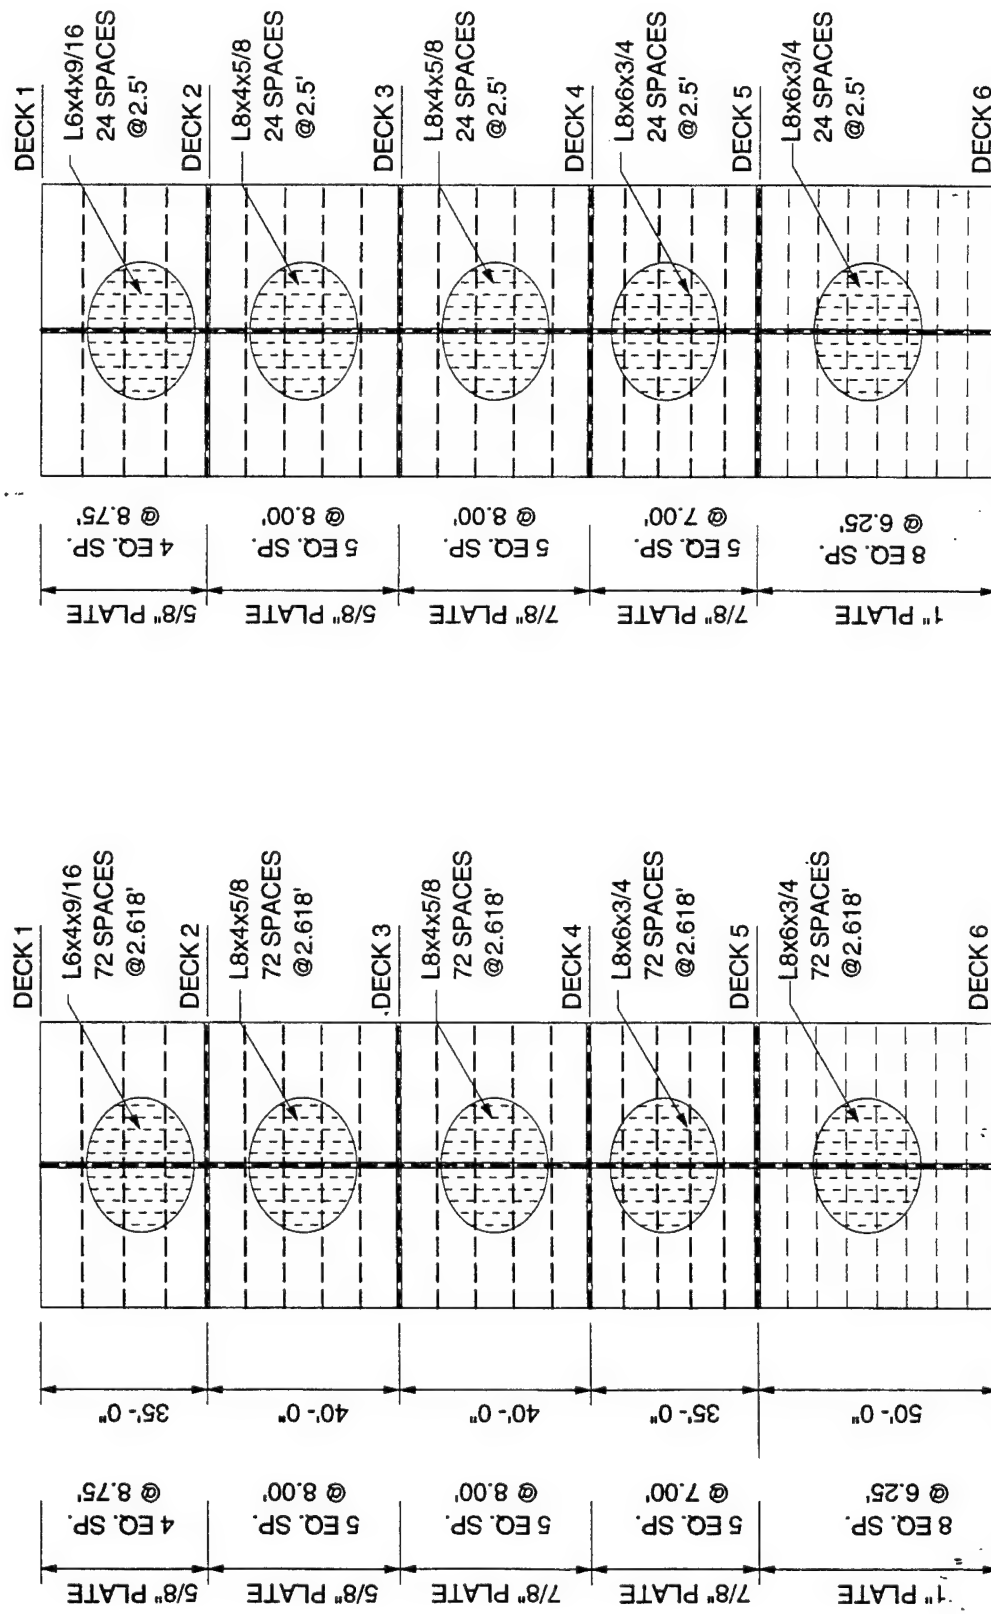 DECK 1
L6x4x9/16
24 SPACES
@2.5'
DECK 2
L8x4x5/8
24 SPACES
@2.5'
DECK 3
L8x4x5/8
24 SPACES
@2.5'
DECK 4
L8x6x3/4
24 SPACES
@2.5'
DECK 5
L8x6x3/4
24 SPACES
@2.5'
DECK 6
4 EQ. SP.
@ 8.75'
5 EQ. SP.
@ 8.00'
5 EQ. SP.
@ 8.00'
5 EQ. SP.
@ 7.00'
8 EQ. SP.
@ 6.25'
5/8" PLATE
5/8" PLATE
7/8" PLATE
7/8" PLATE
1" PLATE
DECK 1
L6x4x9/16
72 SPACES
@2.618'
DECK 2
L8x4x5/8
72 SPACES
@2.618'
DECK 3
L8x4x5/8
72 SPACES
@2.618'
DECK 4
L8x6x3/4
72 SPACES
@2.618'
DECK 5
L8x6x3/4
72 SPACES
@2.618'
DECK 6
35'-0"
40'-0"
40'-0"
35'-0"
50'-0"
4 EQ. SP.
@ 8.75'
5 EQ. SP.
@ 8.00'
5 EQ. SP.
@ 8.00'
5 EQ. SP.
@ 7.00'
8 EQ. SP.
@ 6.25'
5/8" PLATE
5/8" PLATE
7/8" PLATE
7/8" PLATE
1" PLATE